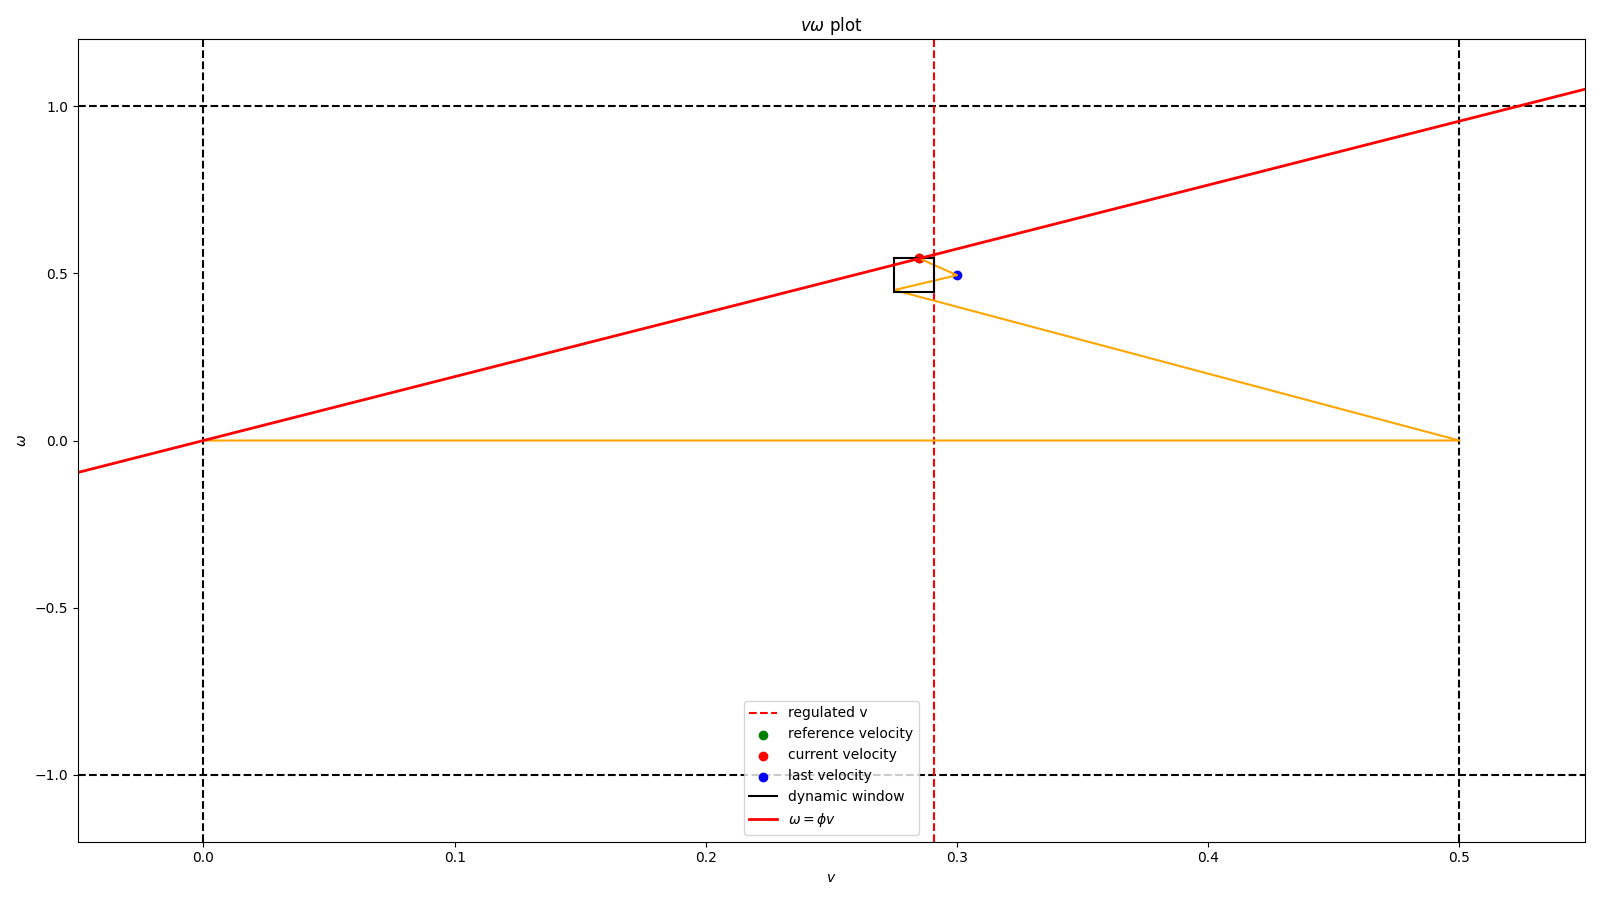 vω plot
1.0
0.5
0.0
−0.5
−1.0
ω
regulated v
reference velocity
current velocity
last velocity
dynamic window
ω = ϕv
0.0 0.1 0.2 0.3 0.4 0.5
v